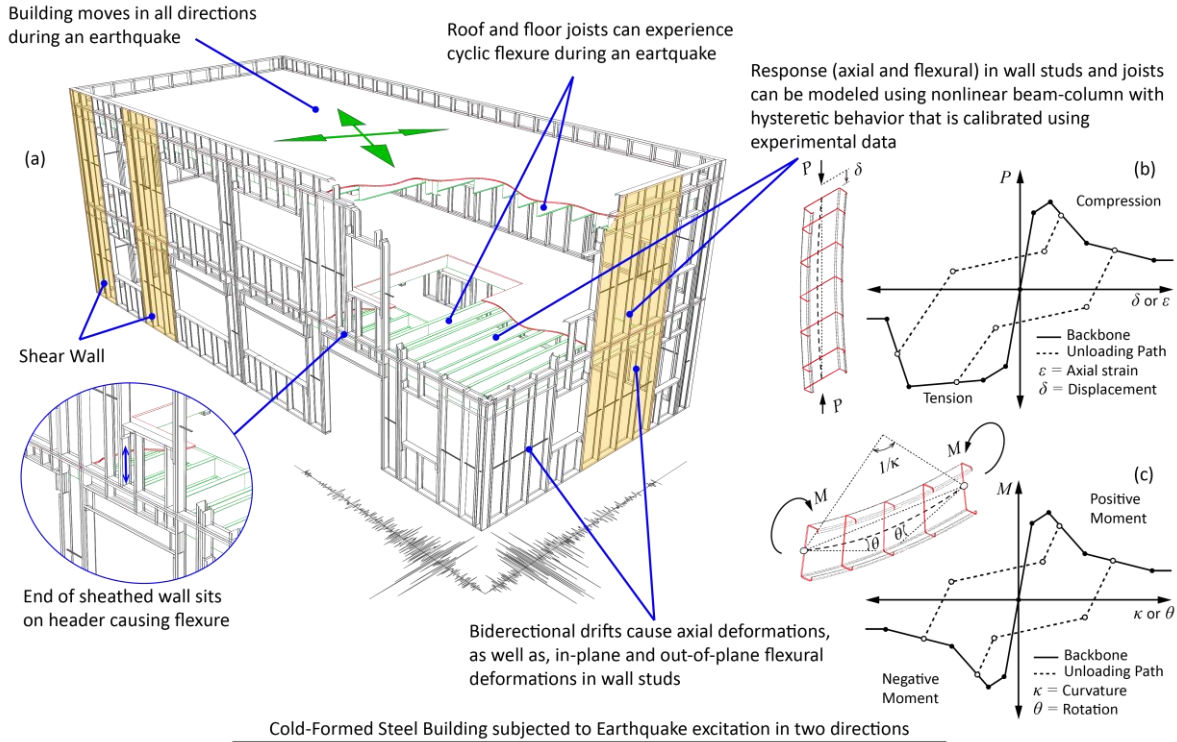 Building moves in all directions
during an earthquake
Roof and floor joists can experience
cyclic flexure during an eartquake
Response (axial and flexural) in wall studs and joists
can be modeled using nonlinear beam-column with
hysteretic behavior that is calibrated using
experimental data
(a)
Shear Wall
End of sheathed wall sits
on header causing flexure
Biderectional drifts cause axial deformations,
as well as, in-plane and out-of-plane flexural
deformations in wall studs
(b)
P
δ
P
Compression
δ or ε
Backbone
Unloading Path
ε = Axial strain
δ = Displacement
Tension
P
(c)
M
1/κ
M
θ
θ
M
Positive
Moment
κ or θ
Backbone
Unloading Path
κ = Curvature
θ = Rotation
Negative
Moment
Cold-Formed Steel Building subjected to Earthquake excitation in two directions